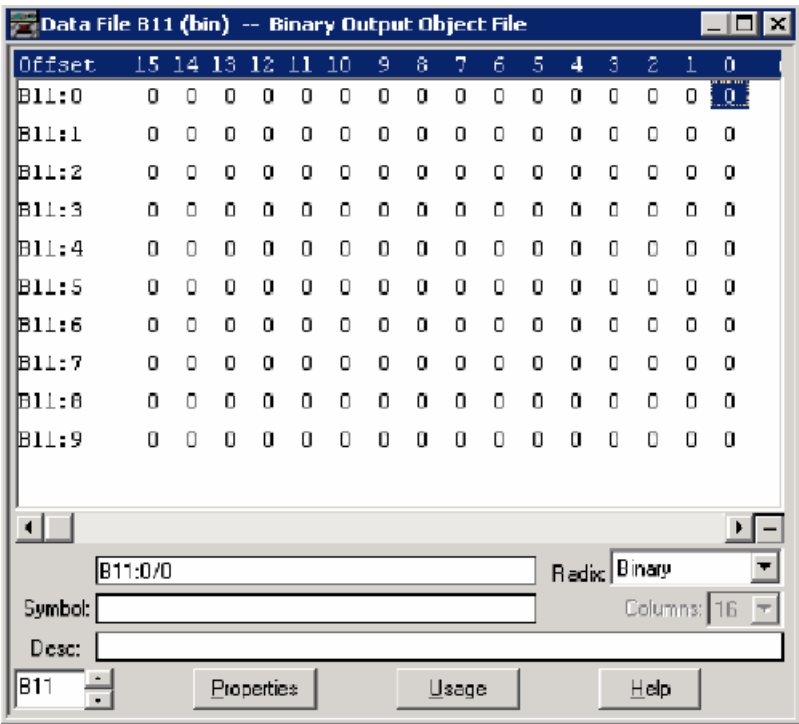 Data File B11 (bin) -- Binary Output Object File
Offset 15 14 13 12 11 10 9 8 7 6 5 4 3 2 1 0
B11:0 0 0 0 0 0 0 0 0 0 0 0 0 0 0 0 0
B11:1 0 0 0 0 0 0 0 0 0 0 0 0 0 0 0 0
B11:2 0 0 0 0 0 0 0 0 0 0 0 0 0 0 0 0
B11:3 0 0 0 0 0 0 0 0 0 0 0 0 0 0 0 0
B11:4 0 0 0 0 0 0 0 0 0 0 0 0 0 0 0 0
B11:5 0 0 0 0 0 0 0 0 0 0 0 0 0 0 0 0
B11:6 0 0 0 0 0 0 0 0 0 0 0 0 0 0 0 0
B11:7 0 0 0 0 0 0 0 0 0 0 0 0 0 0 0 0
B11:8 0 0 0 0 0 0 0 0 0 0 0 0 0 0 0 0
B11:9 0 0 0 0 0 0 0 0 0 0 0 0 0 0 0 0
B11:0/0 Radix: Binary
Symbol: Columns: 16
Desc:
B11 Properties Usage Help